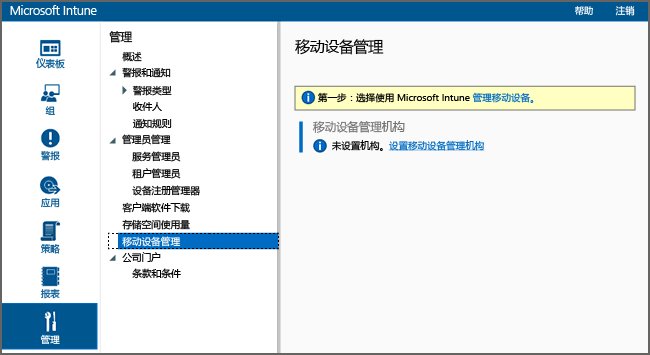 Microsoft Intune
帮助
注销
仪表板
组
警报
应用
策略
报表
管理
管理
概述
警报和通知
警报类型
收件人
通知规则
管理员管理
服务管理员
租户管理员
设备注册管理器
客户端软件下载
存储空间使用量
移动设备管理
公司门户
条款和条件
移动设备管理
第一步：选择使用 Microsoft Intune 管理移动设备。
移动设备管理机构
未设置机构。设置移动设备管理机构